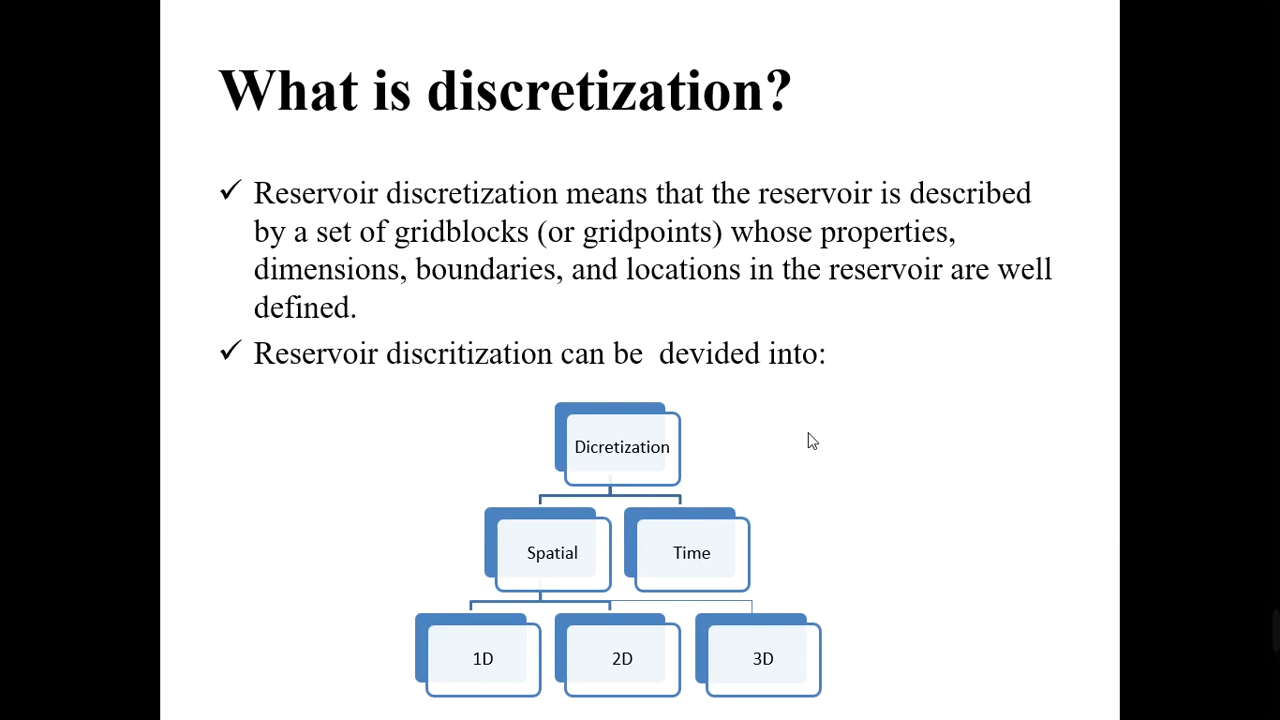 What is discretization?
✓ Reservoir discretization means that the reservoir is described
by a set of gridblocks (or gridpoints) whose properties,
dimensions, boundaries, and locations in the reservoir are well
defined.
✓ Reservoir discritization can be  devided into:
Dicretization
Spatial
Time
1D
2D
3D